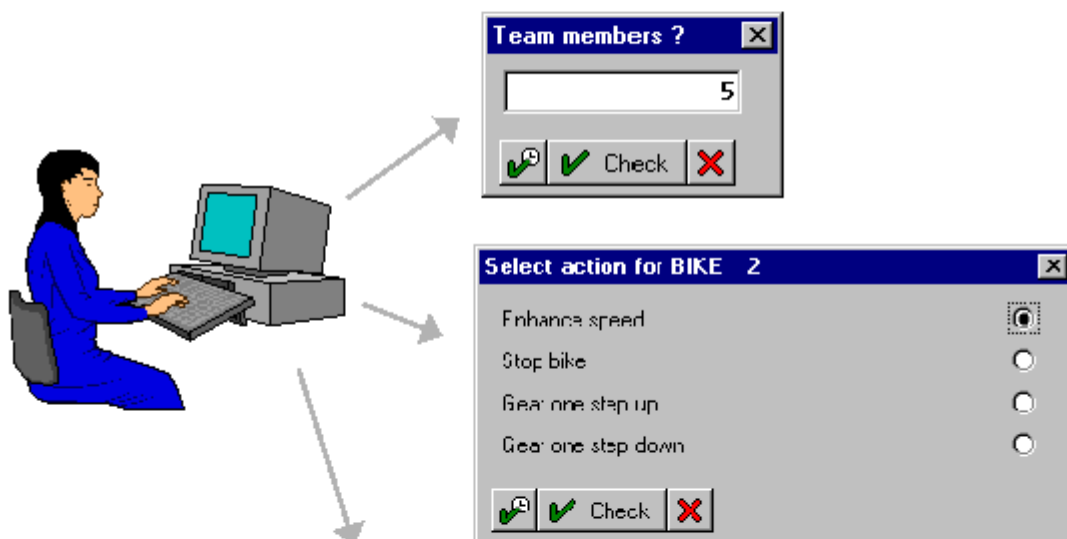 Team members ?
5
Check
Select action for BIKE 2
Enhance speed
Stop bike
Gear one step up
Gear one step down
Check